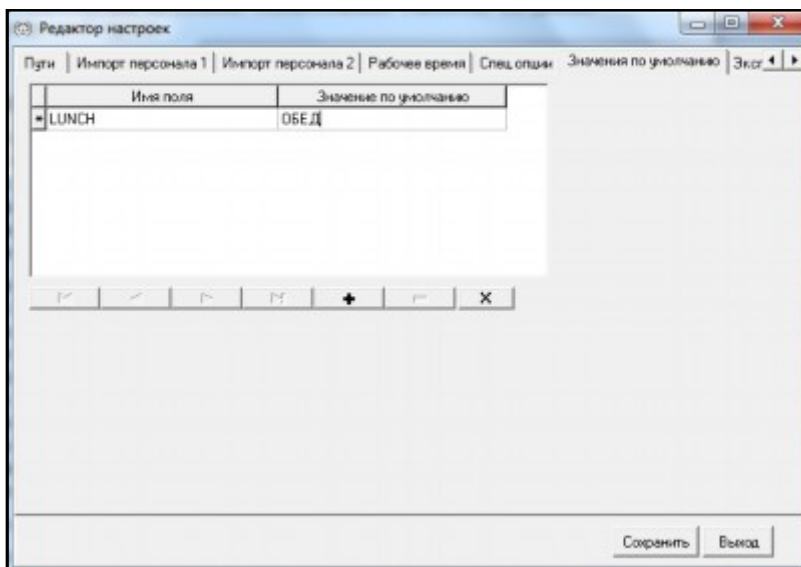 Редактор настроек
Пути Импорт персонала 1 Импорт персонала 2 Рабочее время Спец.опции Значения по умолчанию Эксг
Имя поля Значение по умолчанию
LUNCH ОБЕД
Сохранить Выход